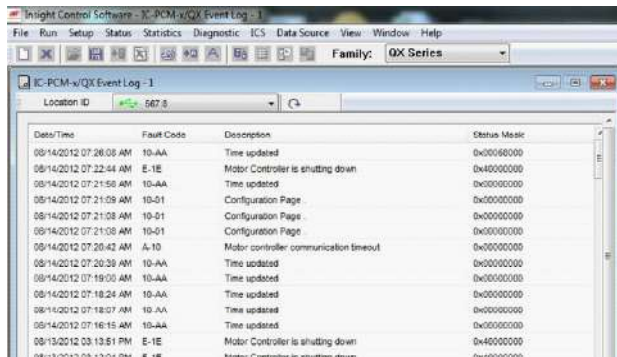 Insight Control Software - IC-PCM-x/QX Event Log - 1
File Run Setup Status Statistics Diagnostic ICS Data Source View Window Help
Family: QX Series
IC-PCM-x/QX Event Log - 1
Location ID 567.8
Date/Time Fault Code Description Status Mask
08/14/2012 07:26:08 AM 10-AA Time updated 0x00068000
08/14/2012 07:22:44 AM E-1E Motor Controller is shutting down 0x40000000
08/14/2012 07:21:58 AM 10-AA Time updated 0x00000000
08/14/2012 07:21:09 AM 10-01 Configuration Page . 0x00000000
08/14/2012 07:21:08 AM 10-01 Configuration Page . 0x00000000
08/14/2012 07:21:08 AM 10-01 Configuration Page . 0x00000000
08/14/2012 07:20:42 AM A-10 Motor controller communication timeout 0x00000000
08/14/2012 07:20:39 AM 10-AA Time updated 0x00000000
08/14/2012 07:19:00 AM 10-AA Time updated 0x00000000
08/14/2012 07:18:24 AM 10-AA Time updated 0x00000000
08/14/2012 07:18:07 AM 10-AA Time updated 0x00000000
08/14/2012 07:16:15 AM 10-AA Time updated 0x00000000
08/13/2012 03:13:51 PM E-1E Motor Controller is shutting down 0x40000000